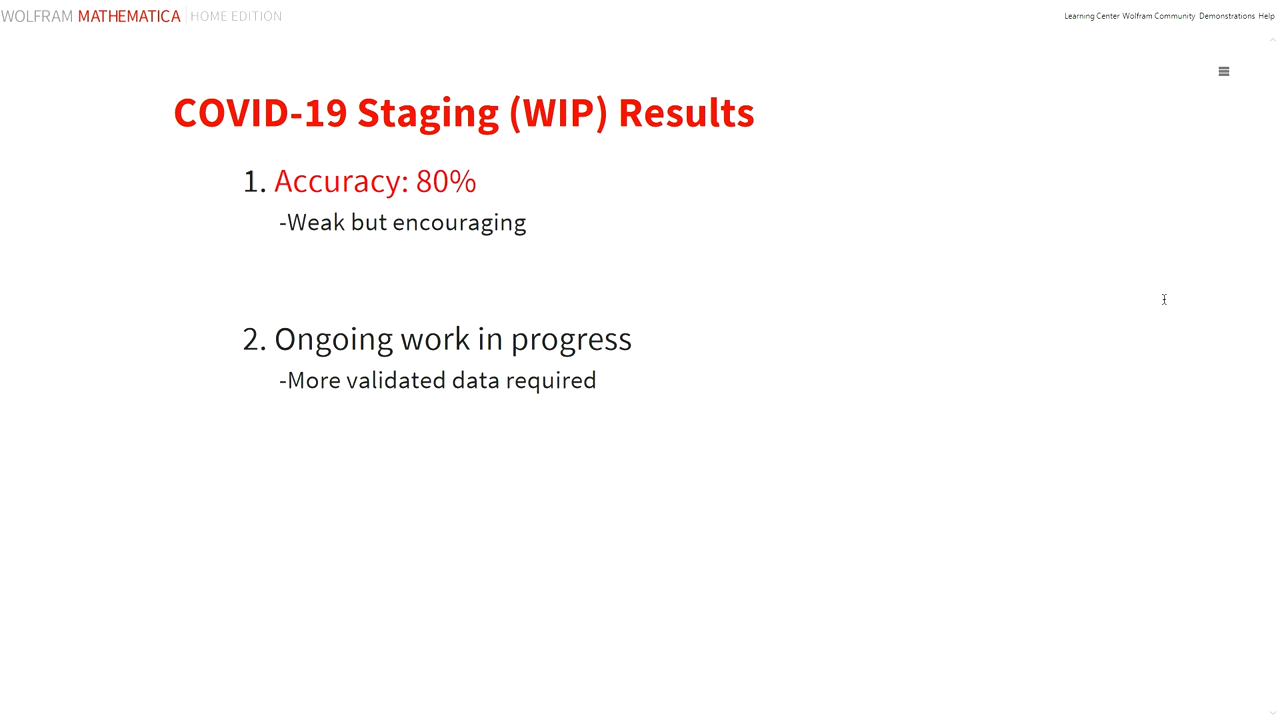 WOLFRAM MATHEMATICA HOME EDITION
Learning Center Wolfram Community Demonstrations Help
COVID-19 Staging (WIP) Results
1. Accuracy: 80%
-Weak but encouraging
2. Ongoing work in progress
-More validated data required